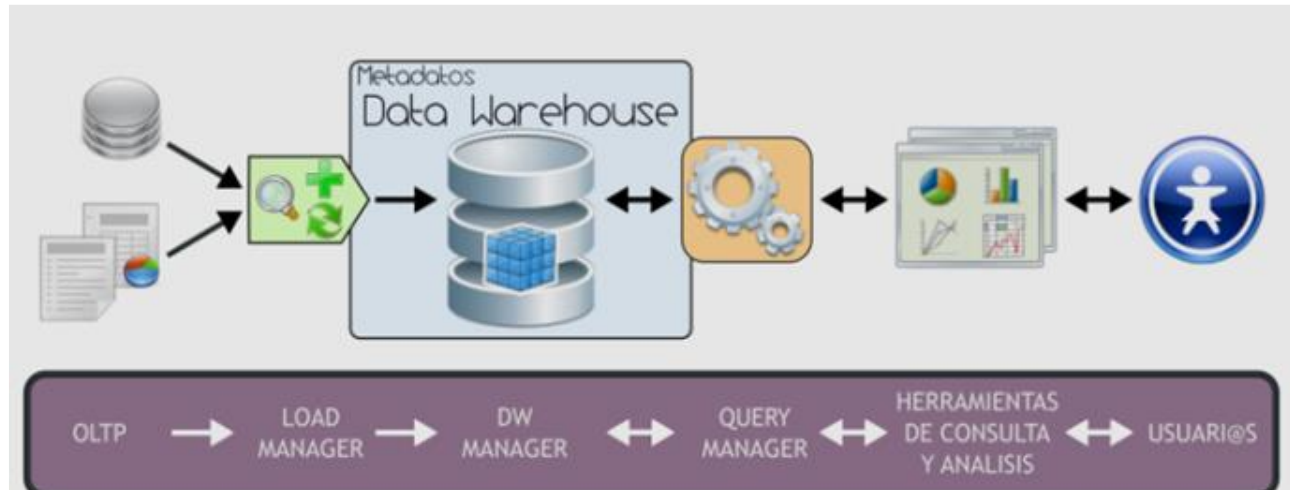 Metadatos
Data Warehouse
OLTP
LOAD
MANAGER
DW
MANAGER
QUERY
MANAGER
HERRAMIENTAS
DE CONSULTA
Y ANALISIS
USUARI@S